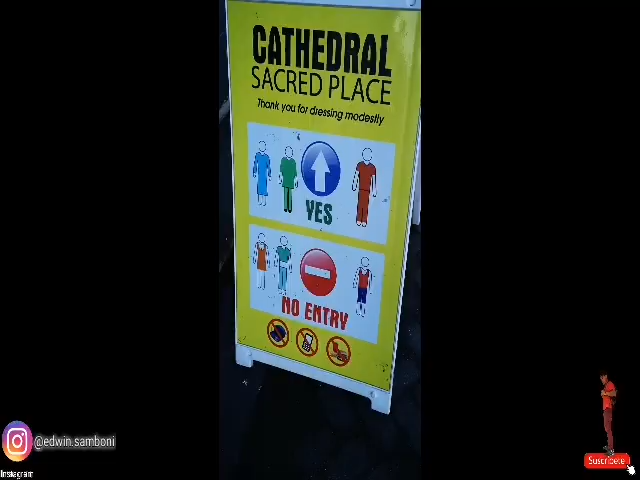 CATHEDRAL
SACRED PLACE
Thank you for dressing modestly
YES
NO ENTRY
@edwin.samboni
Instagram
Suscribete